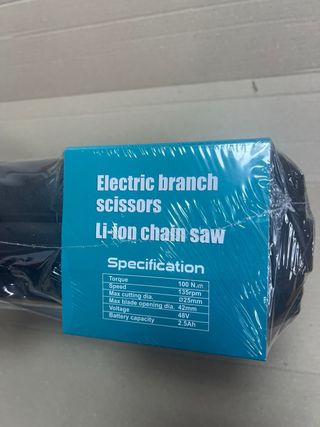 Electric branch
scissors
Li-ion chain saw
Specification
Torque 100 N.m
Speed 135rpm
Max cutting dia. Ø25mm
Max blade opening dia. 42mm
Voltage 48V
Battery capacity 2.5Ah